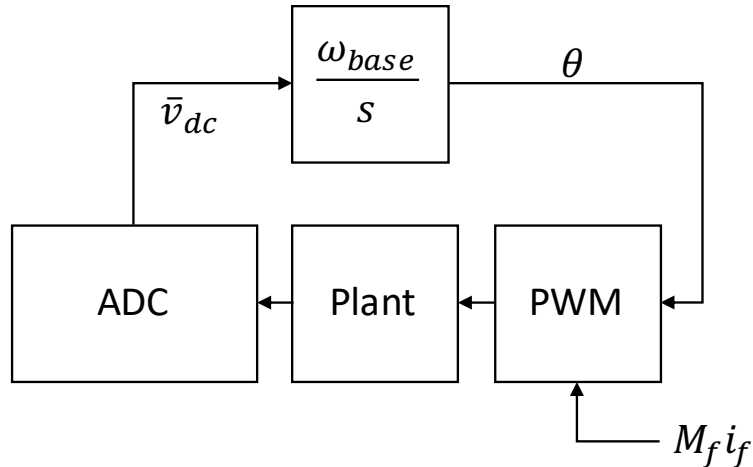 ω_base
s
θ
v̄_dc
ADC
Plant
PWM
M_f i_f